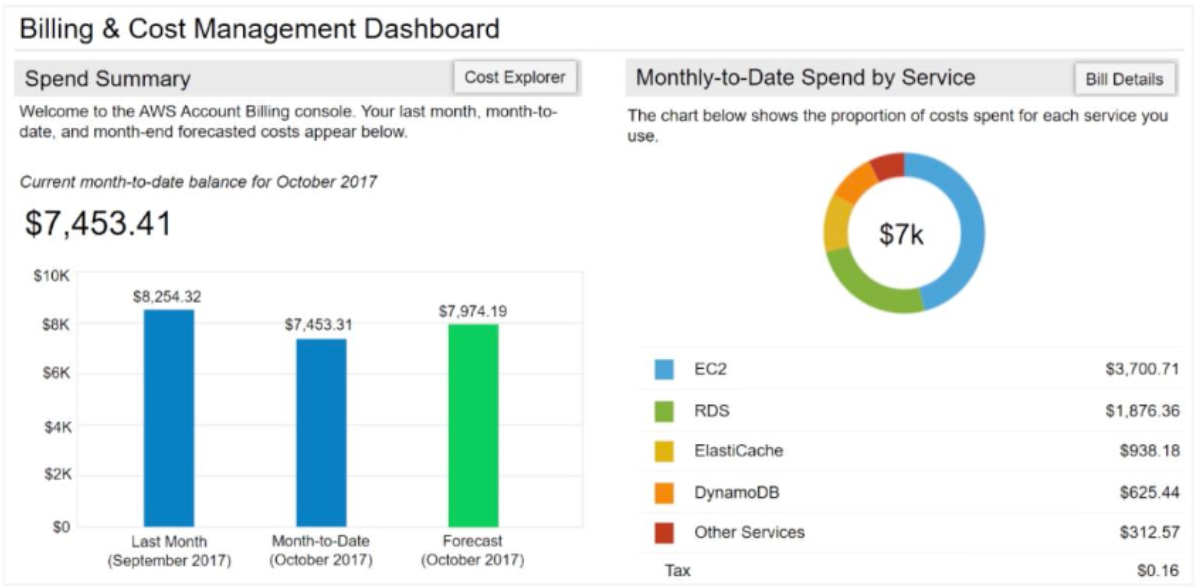 Billing & Cost Management Dashboard
Spend Summary
Cost Explorer
Welcome to the AWS Account Billing console. Your last month, month-to-
date, and month-end forecasted costs appear below.
Current month-to-date balance for October 2017
$7,453.41
$10K
$8K
$6K
$4K
$2K
$0
$8,254.32
$7,453.31
$7,974.19
Last Month
(September 2017)
Month-to-Date
(October 2017)
Forecast
(October 2017)
Monthly-to-Date Spend by Service
Bill Details
The chart below shows the proportion of costs spent for each service you
use.
$7k
EC2 $3,700.71
RDS $1,876.36
ElastiCache $938.18
DynamoDB $625.44
Other Services $312.57
Tax $0.16